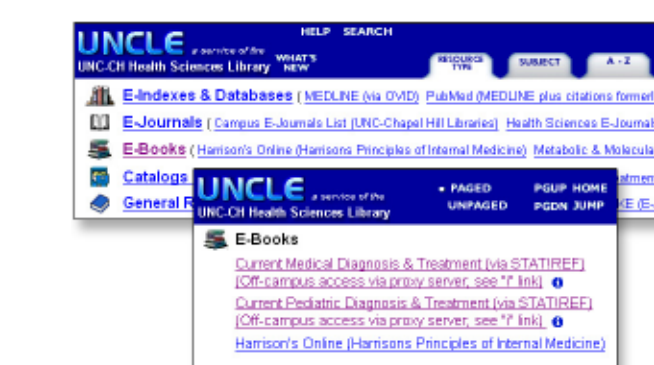 HELP SEARCH
UNCLE a service of the
UNC-CH Health Sciences Library WHAT'S NEW
RESOURCE TYPE SUBJECT A - Z
E-Indexes & Databases ( MEDLINE (via OVID) PubMed (MEDLINE plus citations formerl
E-Journals ( Campus E-Journals List (UNC-Chapel Hill Libraries) Health Sciences E-Journal
E-Books ( Harrison's Online (Harrisons Principles of Internal Medicine) Metabolic & Molecula
Catalogs
General R
UNCLE a service of the
UNC-CH Health Sciences Library
• PAGED PGUP HOME
UNPAGED PGDN JUMP
E-Books
Current Medical Diagnosis & Treatment (via STAT!REF)
(Off-campus access via proxy server, see "i" link) i
Current Pediatric Diagnosis & Treatment (via STAT!REF)
(Off-campus access via proxy server, see "i" link) i
Harrison's Online (Harrisons Principles of Internal Medicine)